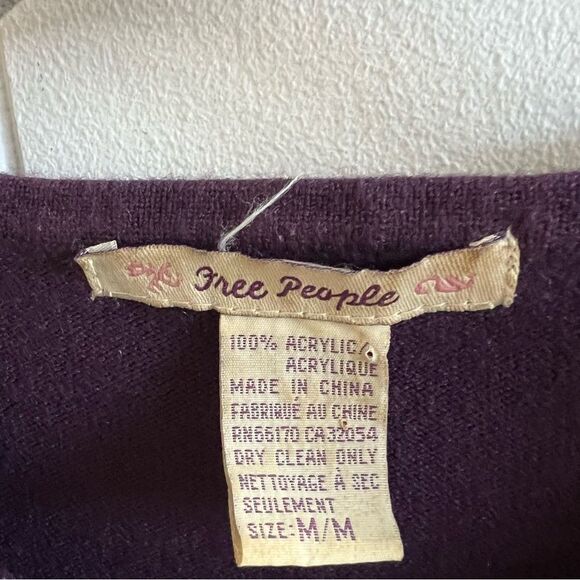 Free People
100% ACRYLIC/
ACRYLIQUE
MADE IN CHINA
FABRIQUÉ AU CHINE
RN66170 CA32054
DRY CLEAN ONLY
NETTOYAGE À SEC
SEULEMENT
SIZE: M/M